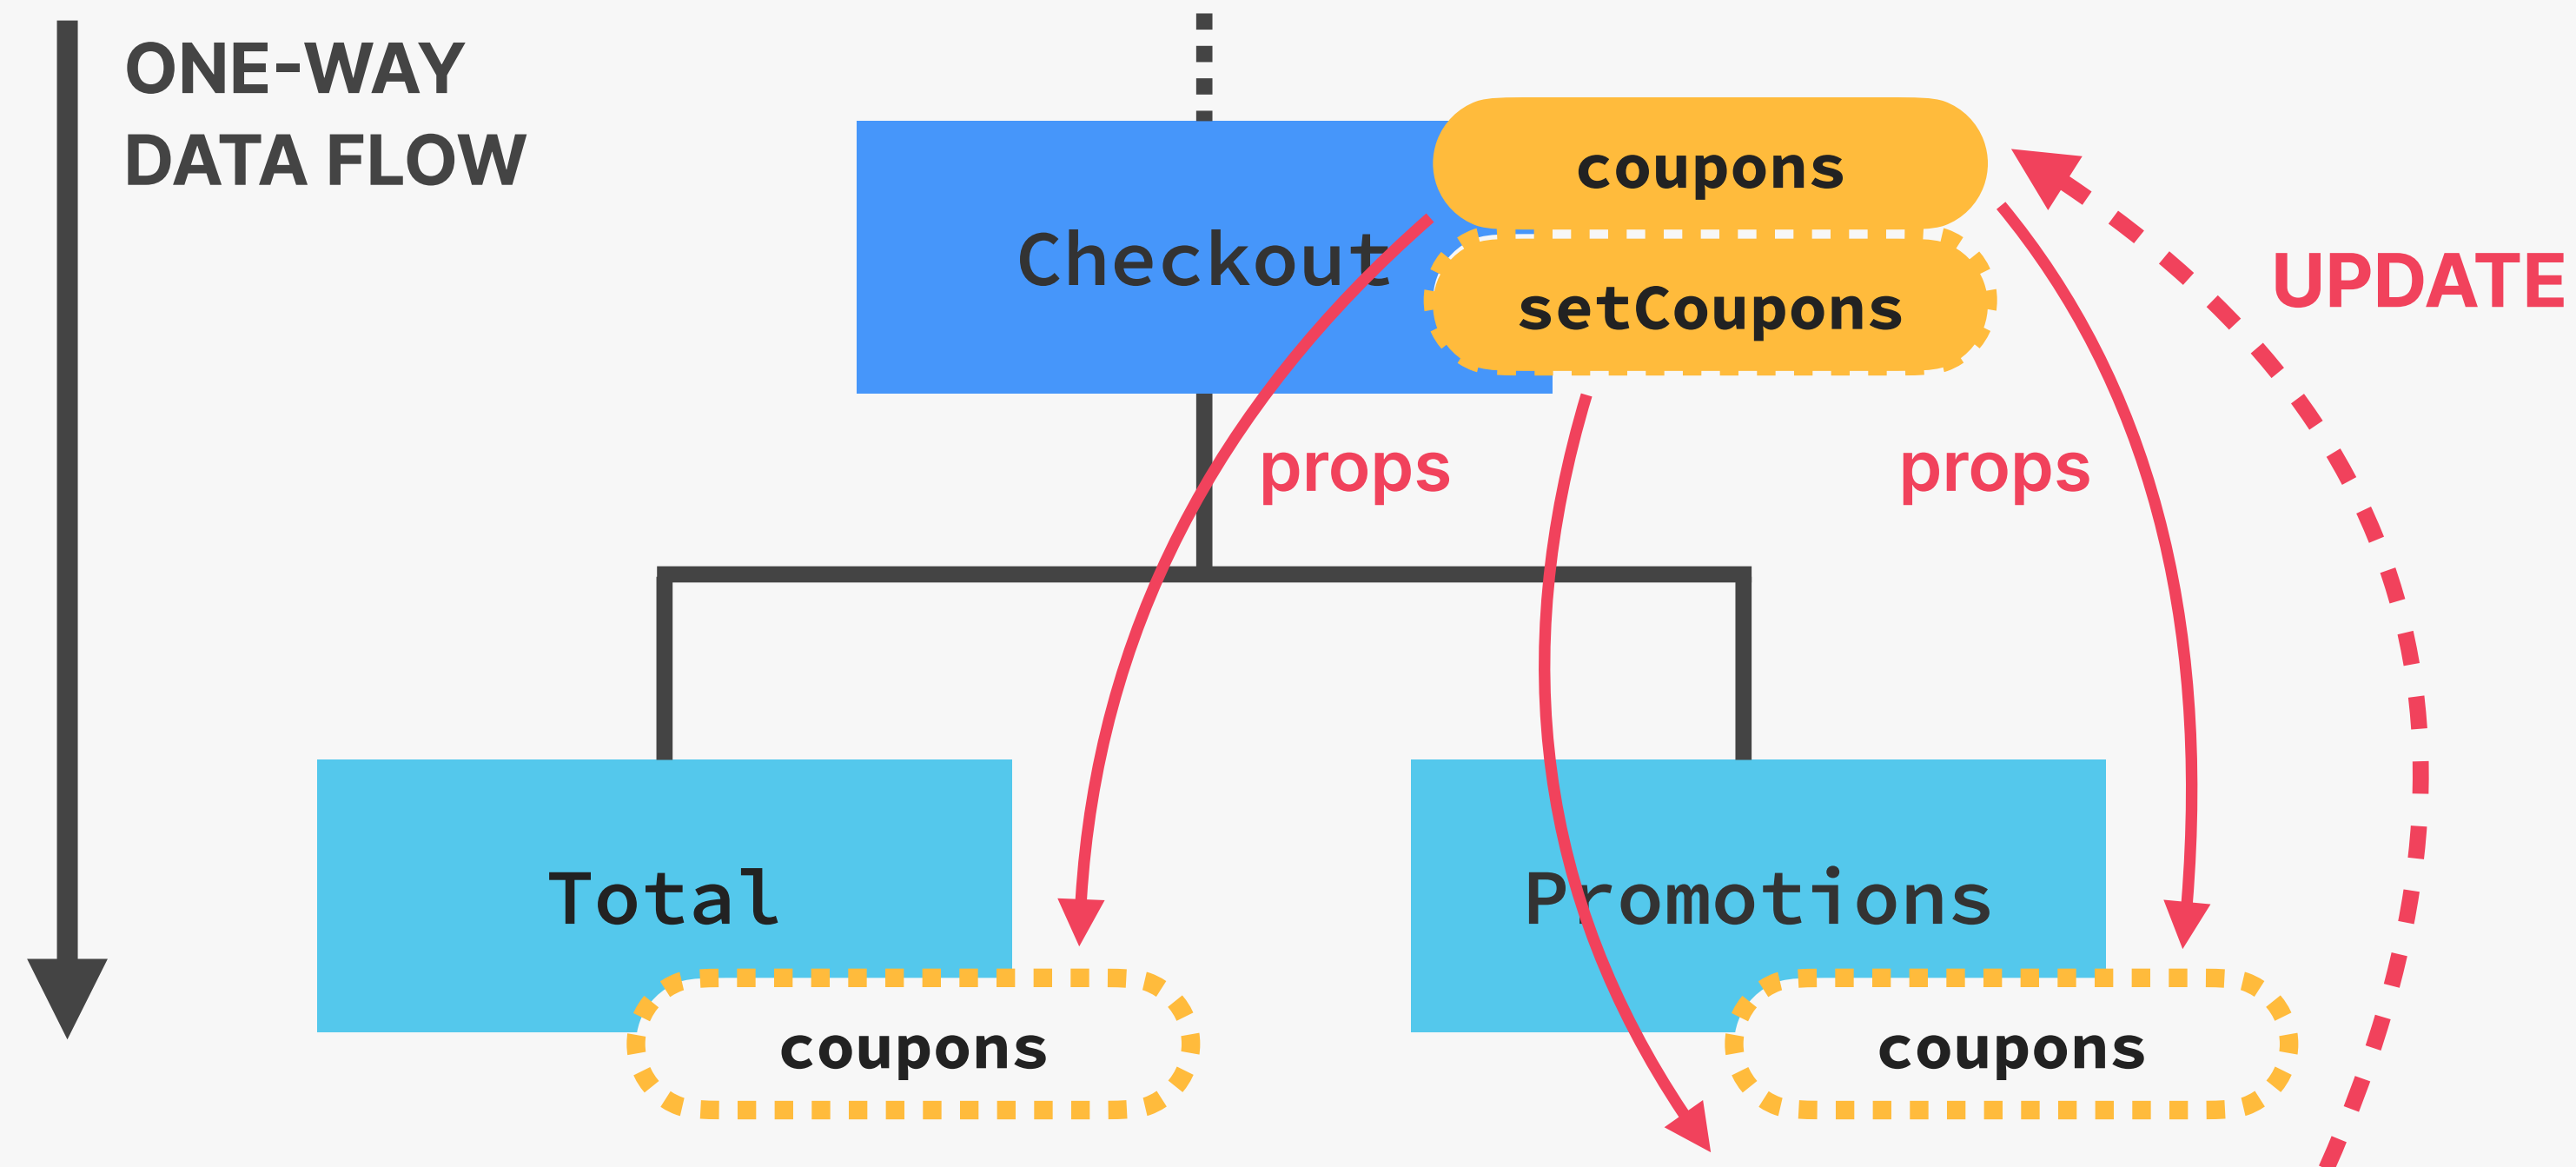 ONE-WAY
DATA FLOW
coupons
Checkout
setCoupons
UPDATE
props
props
Total
Promotions
coupons
coupons